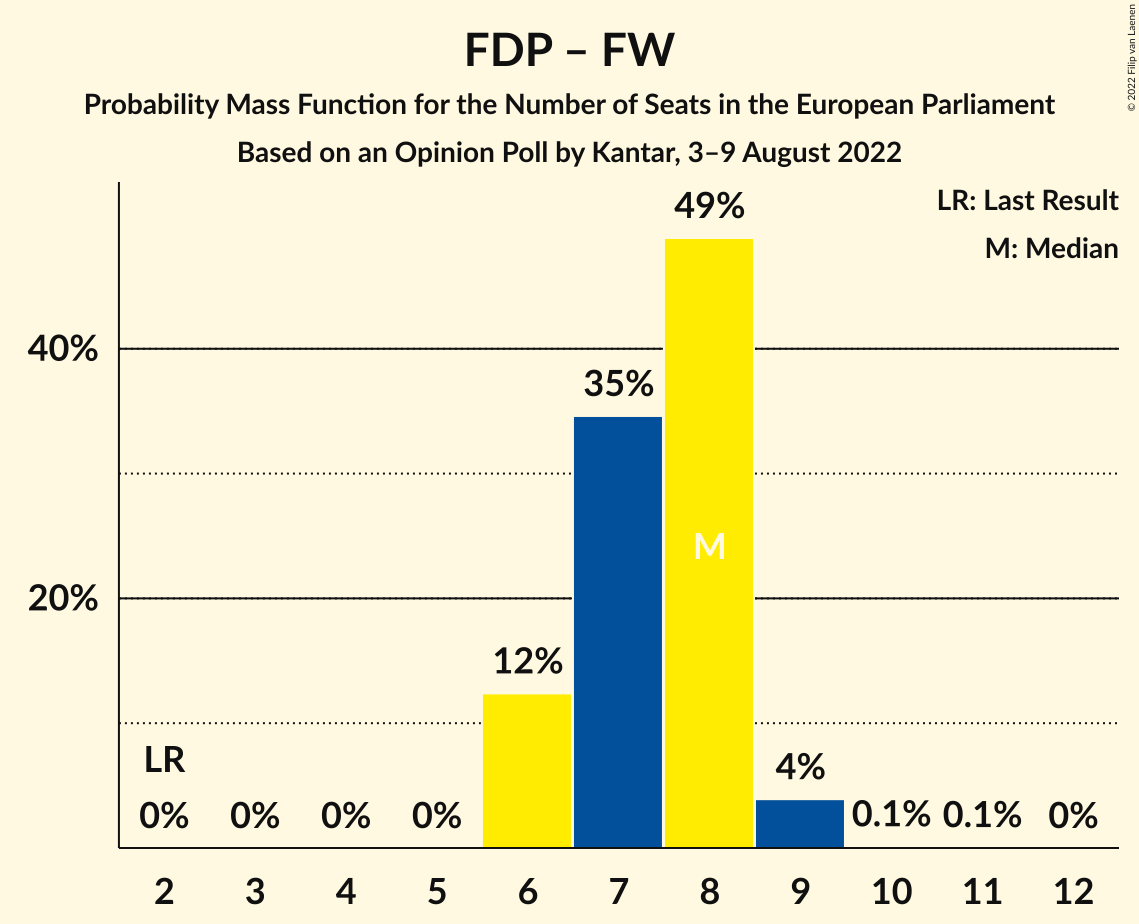 FDP – FW
Probability Mass Function for the Number of Seats in the European Parliament
Based on an Opinion Poll by Kantar, 3–9 August 2022
© 2022 Filip van Laenen
LR: Last Result
M: Median
49%
40%
35%
M
20%
12%
LR
4%
0% 0% 0% 0% 0.1% 0.1% 0%
2 3 4 5 6 7 8 9 10 11 12